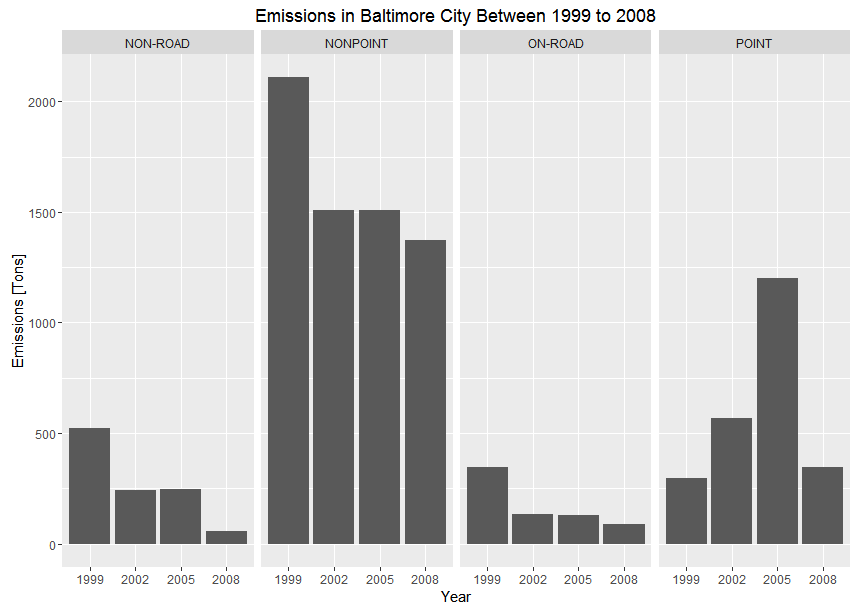 Emissions in Baltimore City Between 1999 to 2008
NON-ROAD NONPOINT ON-ROAD POINT
2000
1500
1000
500
0
Emissions [Tons]
1999 2002 2005 2008 1999 2002 2005 2008 1999 2002 2005 2008 1999 2002 2005 2008
Year